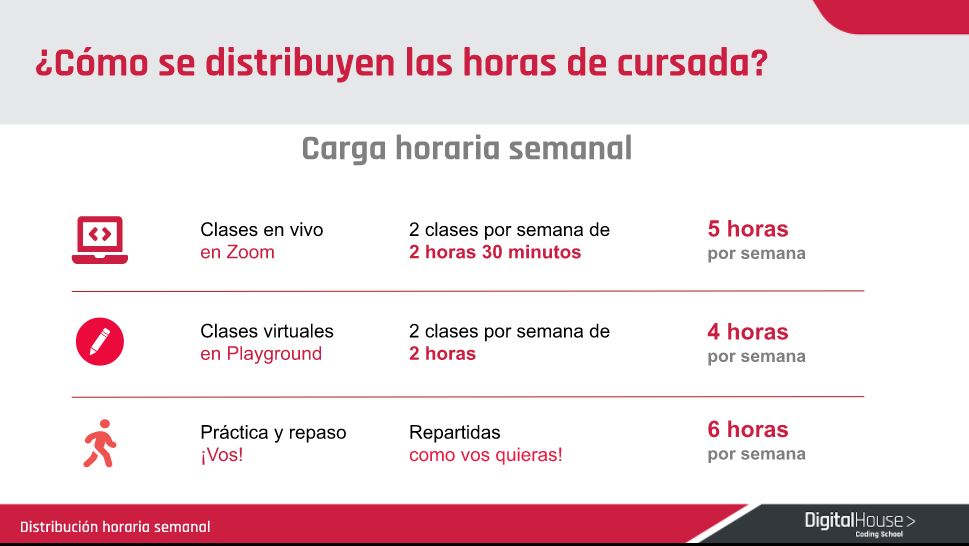 ¿Cómo se distribuyen las horas de cursada?
Carga horaria semanal
Clases en vivo
en Zoom
2 clases por semana de
2 horas 30 minutos
5 horas
por semana
Clases virtuales
en Playground
2 clases por semana de
2 horas
4 horas
por semana
Práctica y repaso
¡Vos!
Repartidas
como vos quieras!
6 horas
por semana
Distribución horaria semanal
DigitalHouse>
Coding School